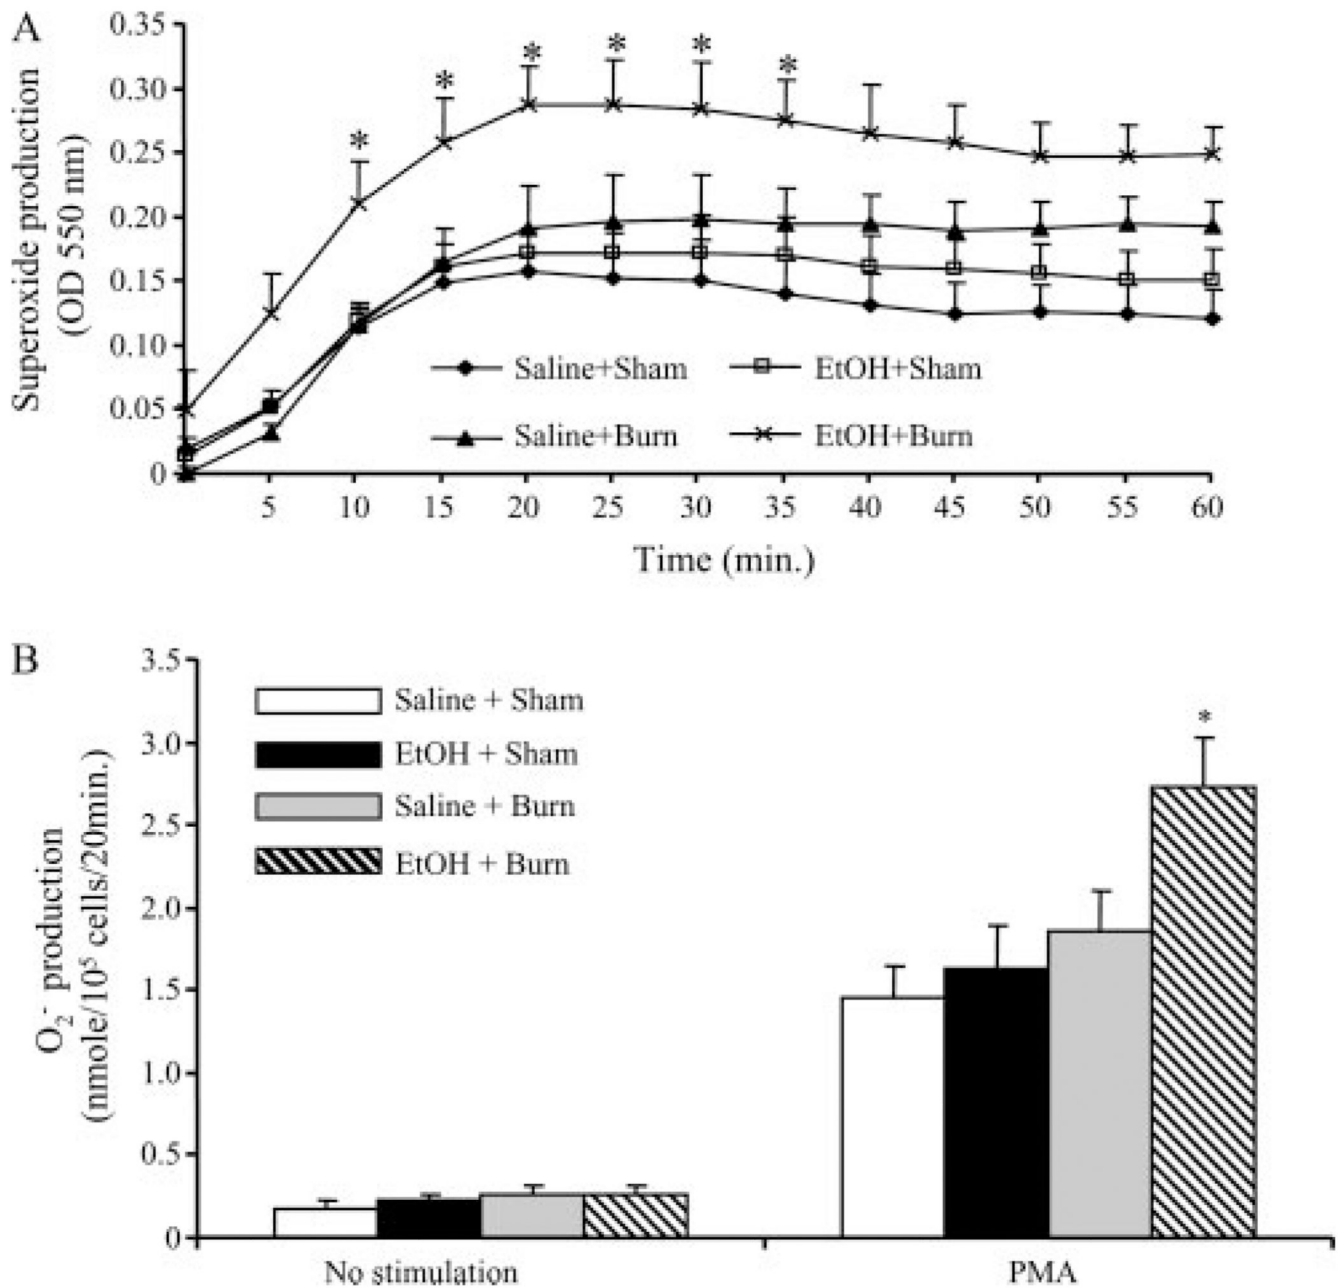 A
Superoxide production
(OD 550 nm)
0.35
0.30
0.25
0.20
0.15
0.10
0.05
0
* * * * * *
Saline+Sham EtOH+Sham
Saline+Burn EtOH+Burn
5 10 15 20 25 30 35 40 45 50 55 60
Time (min.)
B
O₂⁻ production
(nmole/10⁵ cells/20min.)
3.5
3.0
2.5
2.0
1.5
1.0
0.5
0
Saline + Sham
EtOH + Sham
Saline + Burn
EtOH + Burn
*
No stimulation PMA